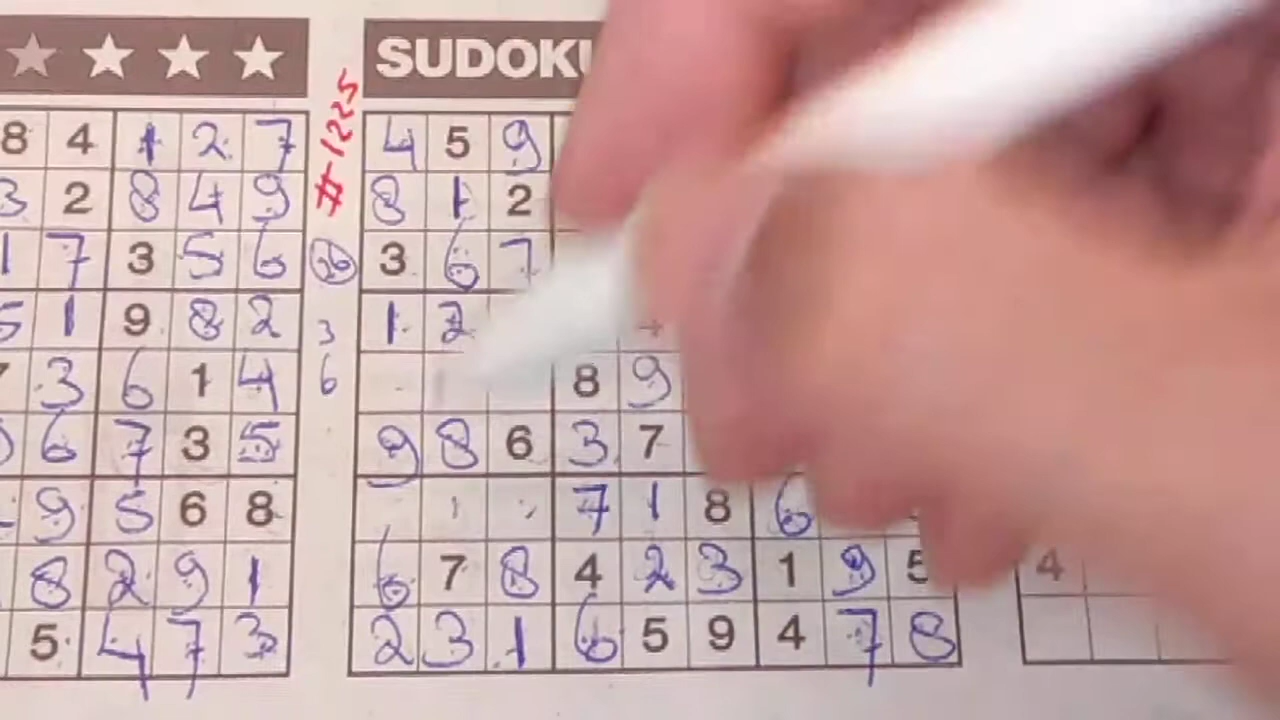 SUDOKU
#1225
8 4 1 2 7
3 2 8 4 9
1 7 3 5 6
5 1 9 8 2
3 6 1 4
6 7 3 5
9 5 6 8
8 2 9 1
5 4 7 3
26
3
6
4 5 9
8 1 2
3 6 7
1 2
8 9
9 8 6 3 7
7 1 8 6
6 7 8 4 2 3 1 9 5
2 3 1 6 5 9 4 7 8
4